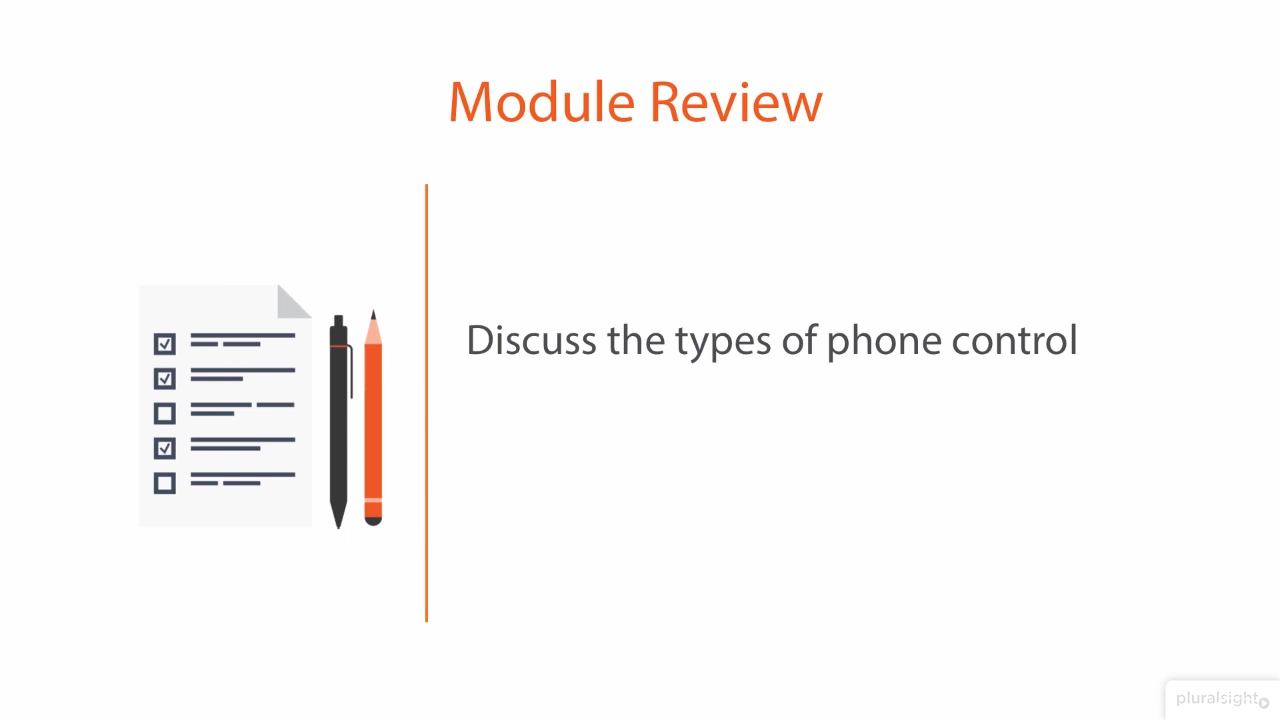 Module Review
Discuss the types of phone control
pluralsight